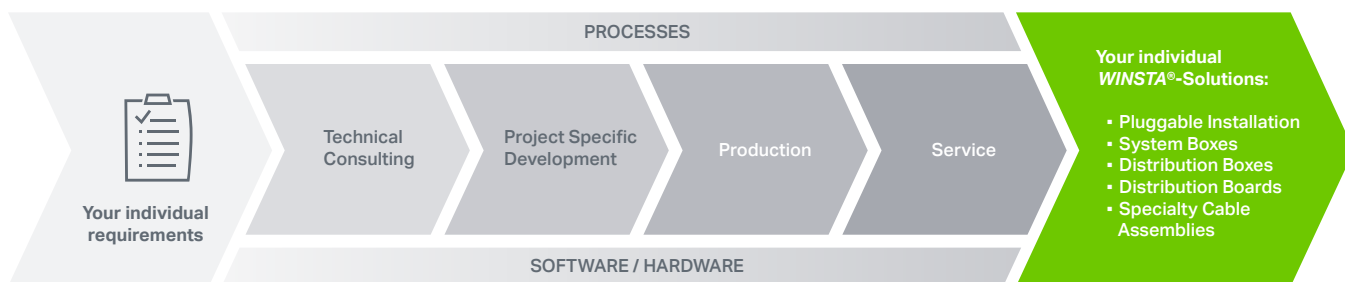 PROCESSES
Your individual
requirements
Technical
Consulting
Project Specific
Development
Production
Service
SOFTWARE / HARDWARE
Your individual
WINSTA®-Solutions:
▪ Pluggable Installation
▪ System Boxes
▪ Distribution Boxes
▪ Distribution Boards
▪ Specialty Cable
Assemblies